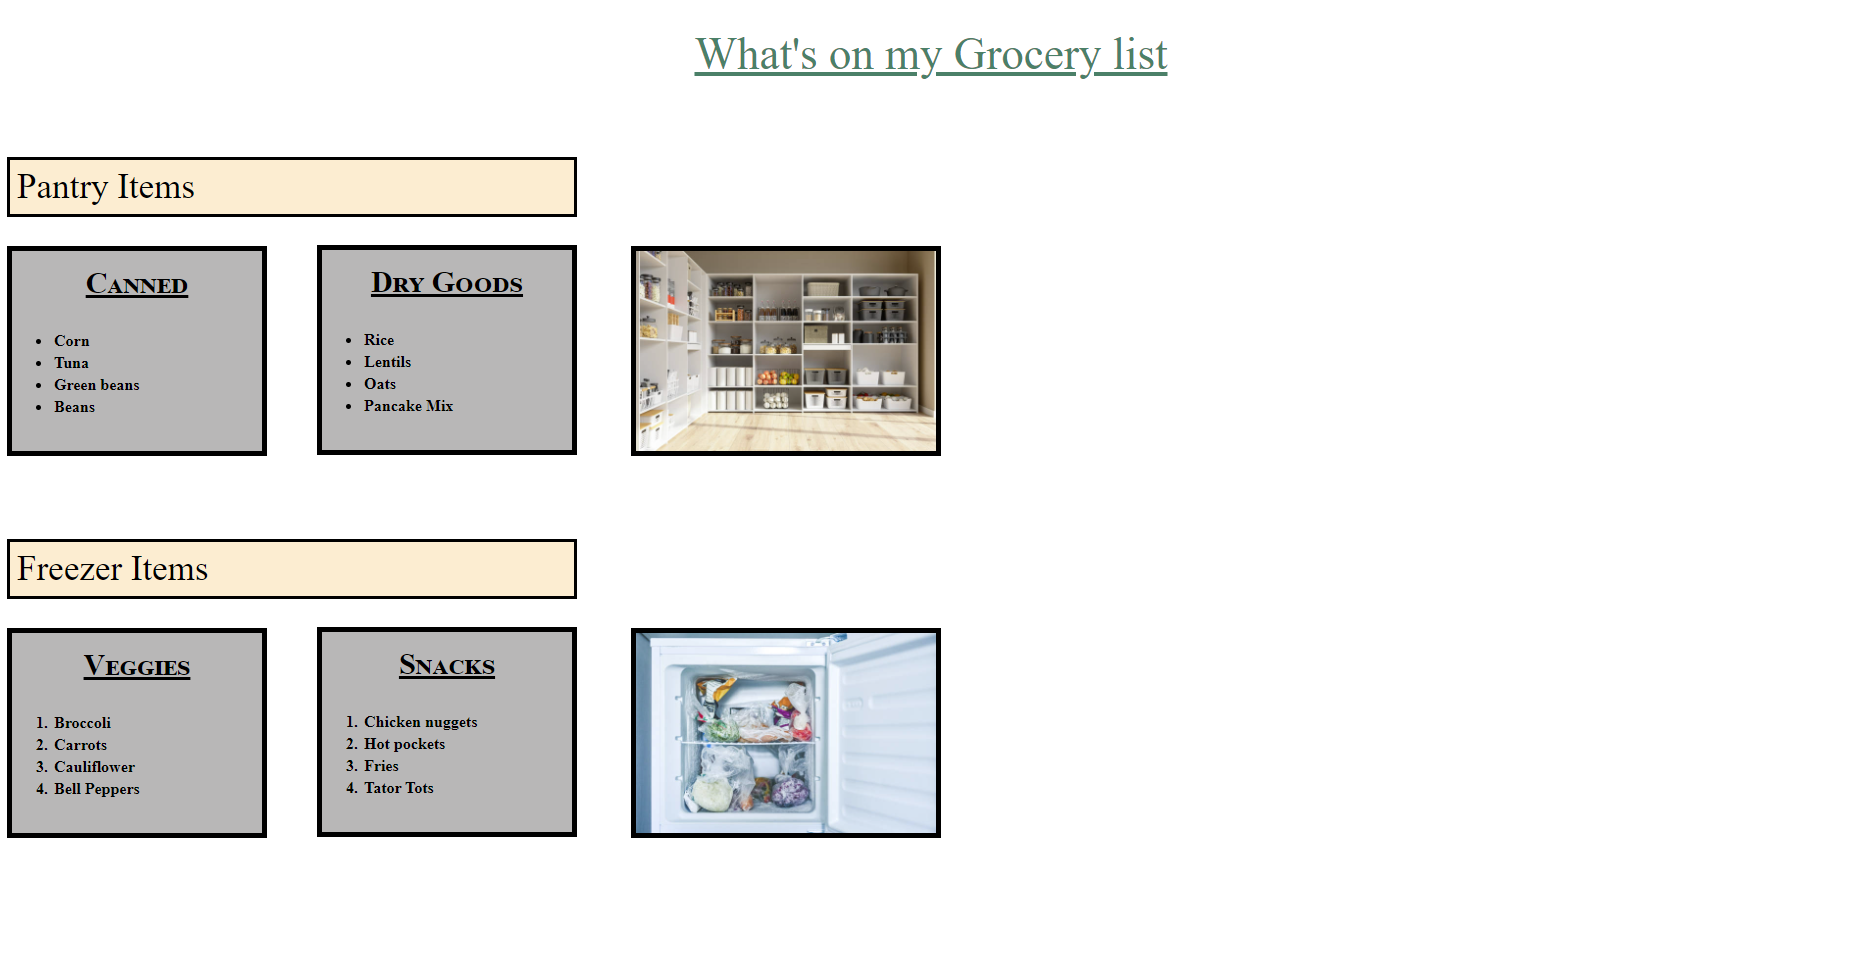 What's on my Grocery list
Pantry Items
Canned
Corn
Tuna
Green beans
Beans
Dry Goods
Rice
Lentils
Oats
Pancake Mix
Freezer Items
Veggies
1. Broccoli
2. Carrots
3. Cauliflower
4. Bell Peppers
Snacks
1. Chicken nuggets
2. Hot pockets
3. Fries
4. Tator Tots